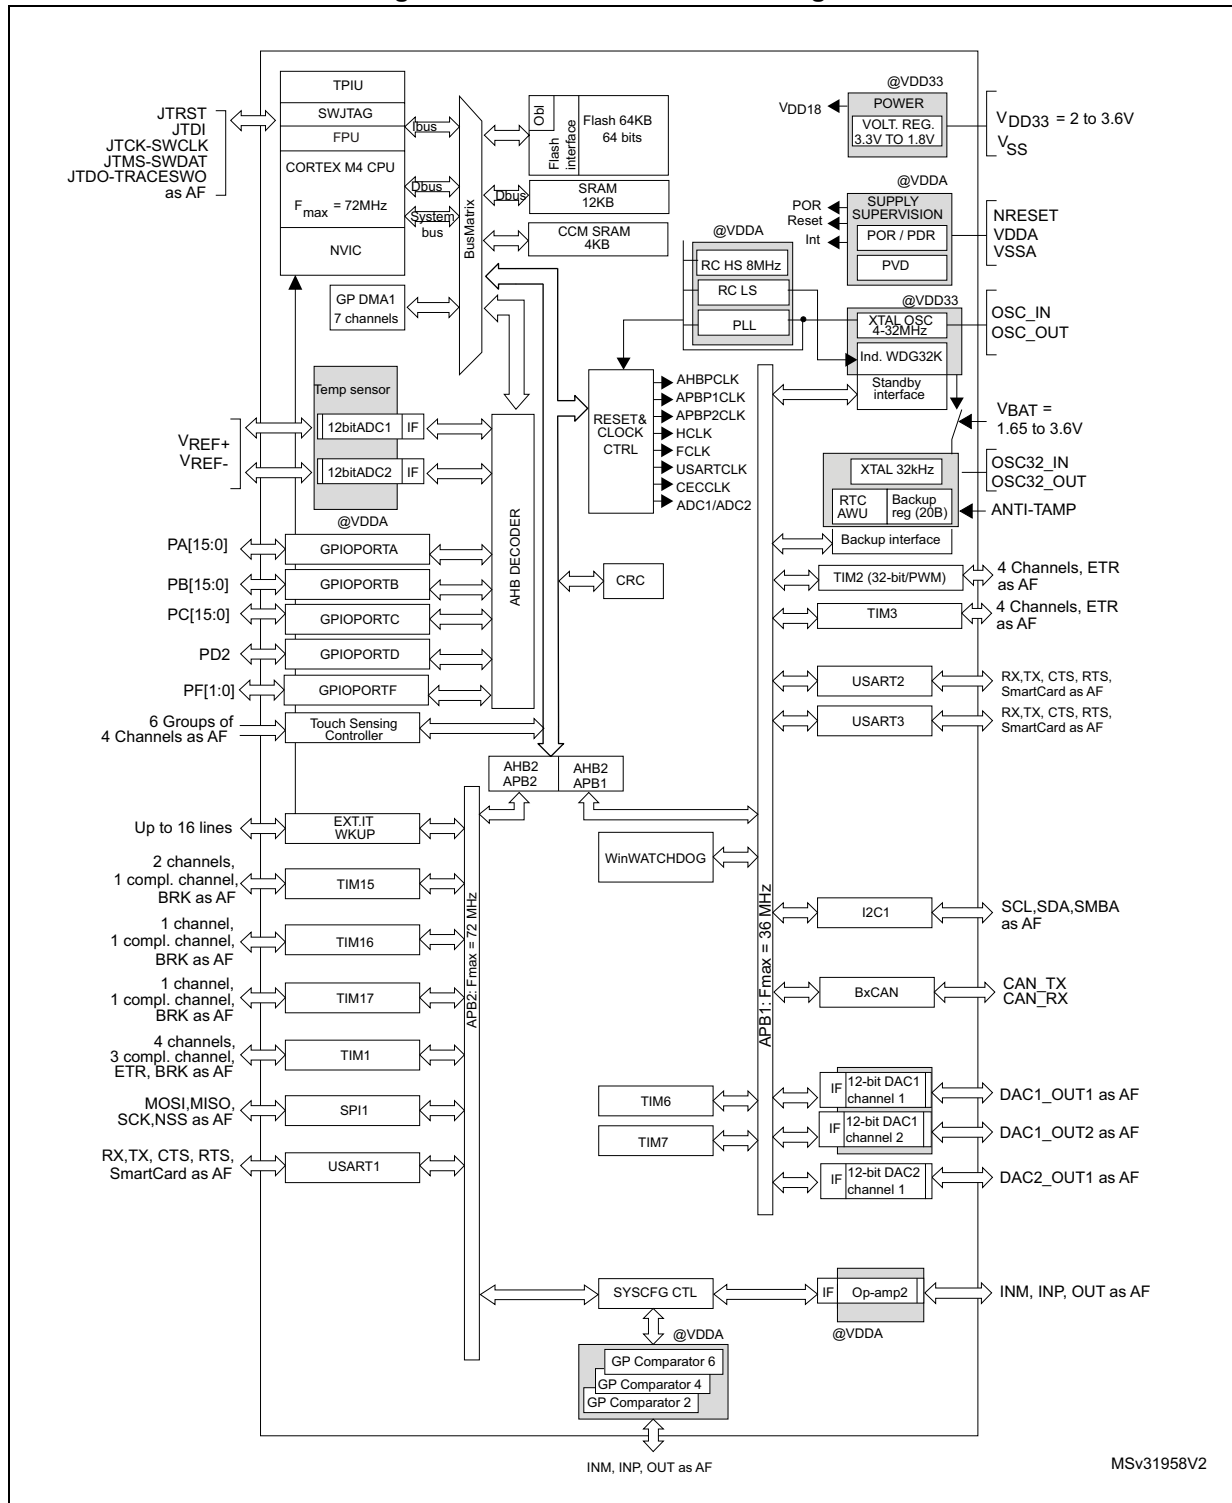 TPIU
SWJTAG
FPU
CORTEX M4 CPU
Fmax = 72MHz
NVIC
JTRST
JTDI
JTCK-SWCLK
JTMS-SWDAT
JTDO-TRACESWO
as AF
Ibus
Dbus
System
bus
BusMatrix
Obl
Flash
interface
Flash 64KB
64 bits
Dbus
SRAM
12KB
CCM SRAM
4KB
GP DMA1
7 channels
@VDD33
POWER
VOLT. REG.
3.3V TO 1.8V
VDD18
VDD33 = 2 to 3.6V
VSS
@VDDA
SUPPLY
SUPERVISION
POR / PDR
PVD
POR
Reset
Int
NRESET
VDDA
VSSA
@VDDA
RC HS 8MHz
RC LS
PLL
@VDD33
XTAL OSC
4-32MHz
Ind. WDG32K
Standby
interface
OSC_IN
OSC_OUT
VBAT =
1.65 to 3.6V
XTAL 32kHz
RTC
AWU
Backup
reg (20B)
Backup interface
OSC32_IN
OSC32_OUT
ANTI-TAMP
RESET&
CLOCK
CTRL
AHBPCLK
APBP1CLK
APBP2CLK
HCLK
FCLK
USARTCLK
CECCLK
ADC1/ADC2
Temp sensor
12bitADC1
IF
12bitADC2
IF
@VDDA
VREF+
VREF-
AHB DECODER
PA[15:0]
GPIOPORTA
PB[15:0]
GPIOPORTB
PC[15:0]
GPIOPORTC
PD2
GPIOPORTD
PF[1:0]
GPIOPORTF
6 Groups of
4 Channels as AF
Touch Sensing
Controller
CRC
AHB2
APB2
AHB2
APB1
TIM2 (32-bit/PWM)
4 Channels, ETR
as AF
TIM3
4 Channels, ETR
as AF
USART2
RX,TX, CTS, RTS,
SmartCard as AF
USART3
RX,TX, CTS, RTS,
SmartCard as AF
Up to 16 lines
EXT.IT
WKUP
WinWATCHDOG
2 channels,
1 compl. channel,
BRK as AF
TIM15
1 channel,
1 compl. channel,
BRK as AF
TIM16
1 channel,
1 compl. channel,
BRK as AF
TIM17
4 channels,
3 compl. channel,
ETR, BRK as AF
TIM1
MOSI,MISO,
SCK,NSS as AF
SPI1
RX,TX, CTS, RTS,
SmartCard as AF
USART1
APB2: Fmax = 72 MHz
APB1: Fmax = 36 MHz
I2C1
SCL,SDA,SMBA
as AF
BxCAN
CAN_TX
CAN_RX
TIM6
TIM7
IF
12-bit DAC1
channel 1
DAC1_OUT1 as AF
IF
12-bit DAC1
channel 2
DAC1_OUT2 as AF
IF
12-bit DAC2
channel 1
DAC2_OUT1 as AF
SYSCFG CTL
IF
Op-amp2
INM, INP, OUT as AF
@VDDA
@VDDA
GP Comparator 6
GP Comparator 4
GP Comparator 2
INM, INP, OUT as AF
MSv31958V2